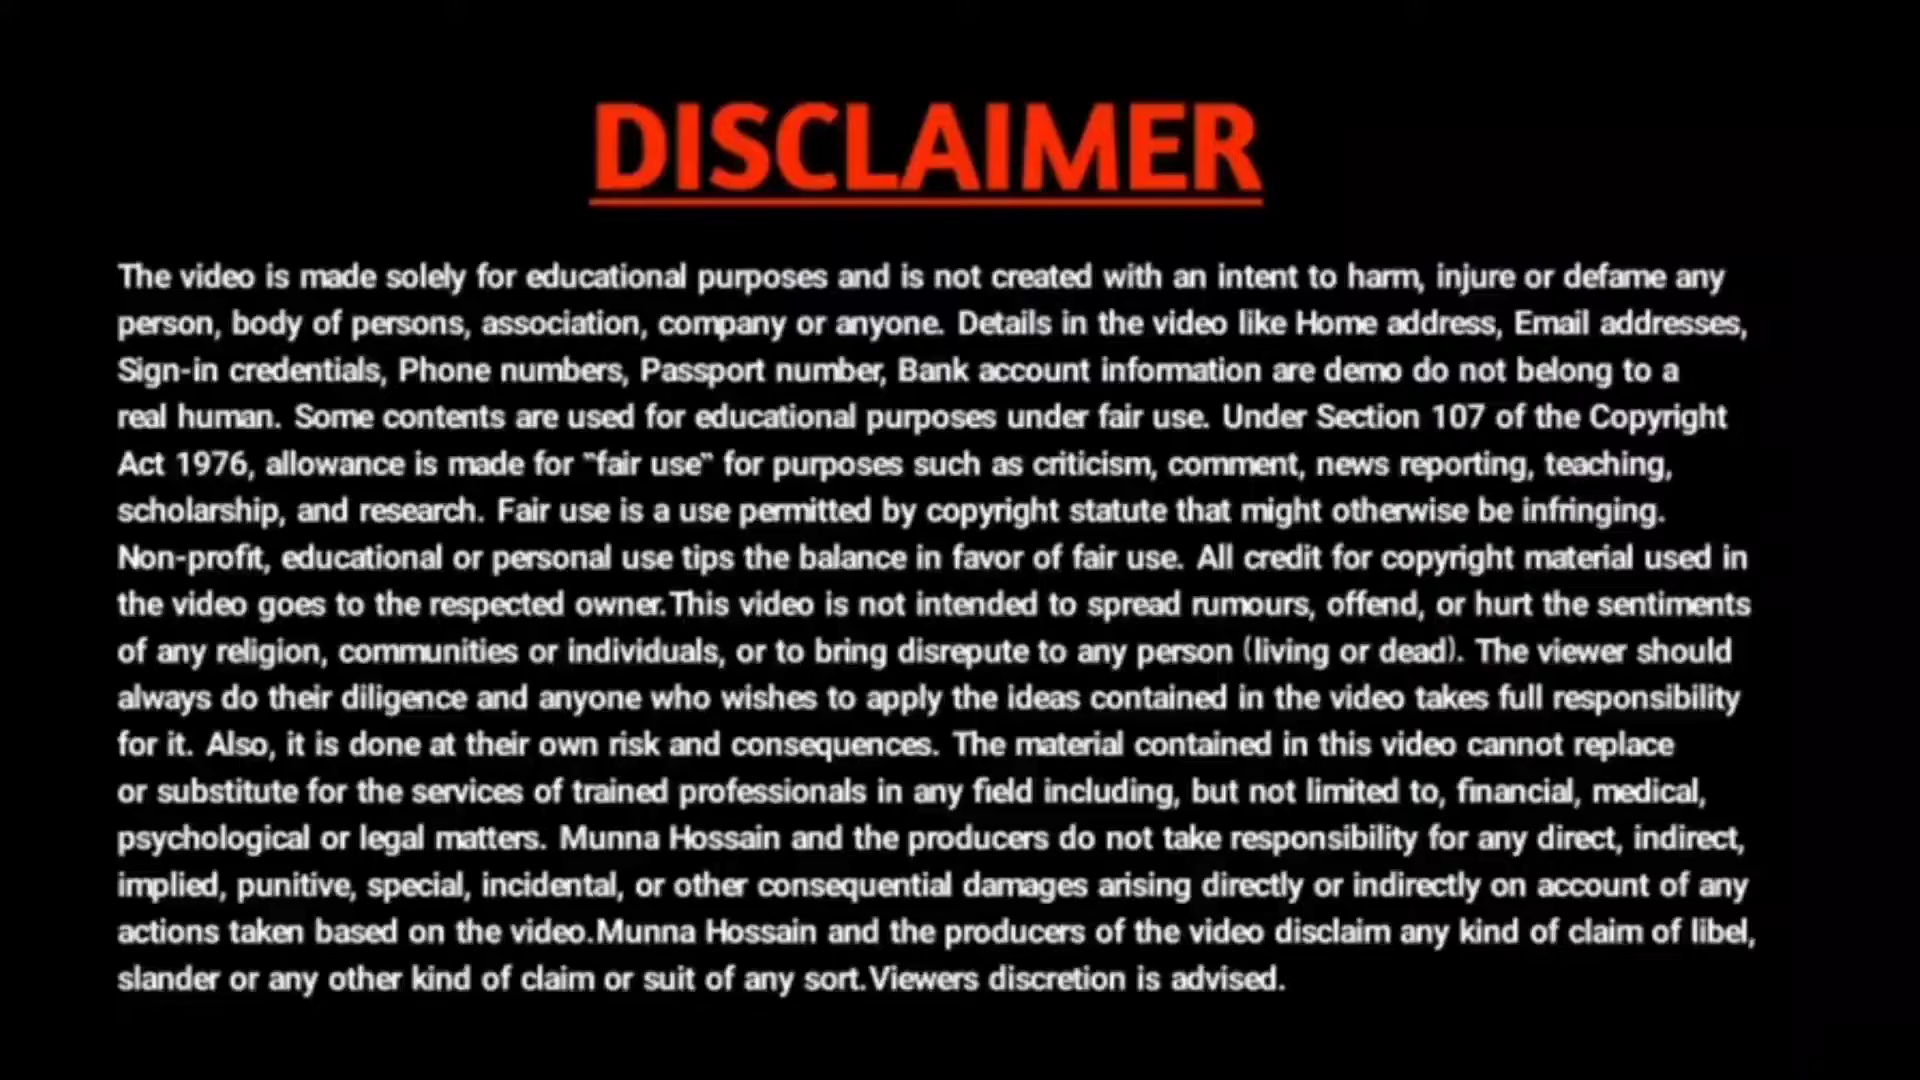 DISCLAIMER
The video is made solely for educational purposes and is not created with an intent to harm, injure or defame any
person, body of persons, association, company or anyone. Details in the video like Home address, Email addresses,
Sign-in credentials, Phone numbers, Passport number, Bank account information are demo do not belong to a
real human. Some contents are used for educational purposes under fair use. Under Section 107 of the Copyright
Act 1976, allowance is made for "fair use" for purposes such as criticism, comment, news reporting, teaching,
scholarship, and research. Fair use is a use permitted by copyright statute that might otherwise be infringing.
Non-profit, educational or personal use tips the balance in favor of fair use. All credit for copyright material used in
the video goes to the respected owner.This video is not intended to spread rumours, offend, or hurt the sentiments
of any religion, communities or individuals, or to bring disrepute to any person (living or dead). The viewer should
always do their diligence and anyone who wishes to apply the ideas contained in the video takes full responsibility
for it. Also, it is done at their own risk and consequences. The material contained in this video cannot replace
or substitute for the services of trained professionals in any field including, but not limited to, financial, medical,
psychological or legal matters. Munna Hossain and the producers do not take responsibility for any direct, indirect,
implied, punitive, special, incidental, or other consequential damages arising directly or indirectly on account of any
actions taken based on the video.Munna Hossain and the producers of the video disclaim any kind of claim of libel,
slander or any other kind of claim or suit of any sort.Viewers discretion is advised.